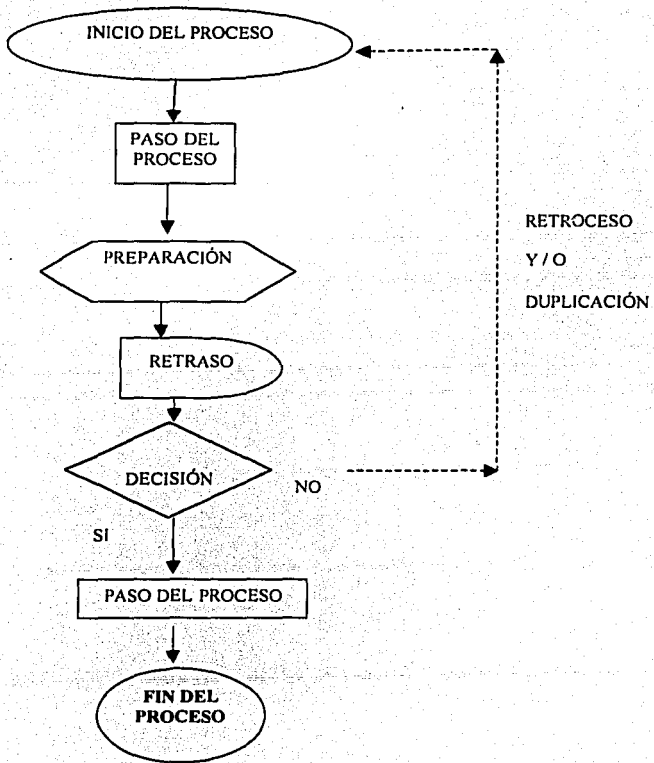 INICIO DEL PROCESO
PASO DEL
PROCESO
PREPARACIÓN
RETROCESO
Y / O
DUPLICACIÓN
RETRASO
DECISIÓN
NO
SI
PASO DEL PROCESO
FIN DEL
PROCESO